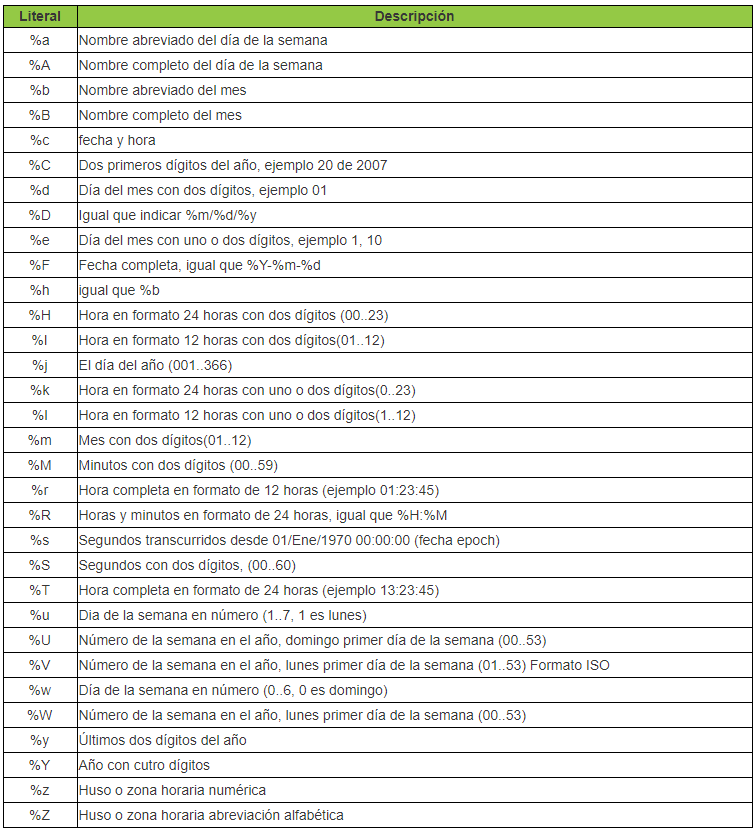 Literal Descripción
%a Nombre abreviado del día de la semana
%A Nombre completo del día de la semana
%b Nombre abreviado del mes
%B Nombre completo del mes
%c fecha y hora
%C Dos primeros dígitos del año, ejemplo 20 de 2007
%d Día del mes con dos dígitos, ejemplo 01
%D Igual que indicar %m/%d/%y
%e Día del mes con uno o dos dígitos, ejemplo 1, 10
%F Fecha completa, igual que %Y-%m-%d
%h igual que %b
%H Hora en formato 24 horas con dos dígitos (00..23)
%I Hora en formato 12 horas con dos dígitos(01..12)
%j El día del año (001..366)
%k Hora en formato 24 horas con uno o dos dígitos(0..23)
%l Hora en formato 12 horas con uno o dos dígitos(1..12)
%m Mes con dos dígitos(01..12)
%M Minutos con dos dígitos (00..59)
%r Hora completa en formato de 12 horas (ejemplo 01:23:45)
%R Horas y minutos en formato de 24 horas, igual que %H:%M
%s Segundos transcurridos desde 01/Ene/1970 00:00:00 (fecha epoch)
%S Segundos con dos dígitos, (00..60)
%T Hora completa en formato de 24 horas (ejemplo 13:23:45)
%u Dia de la semana en número (1..7, 1 es lunes)
%U Número de la semana en el año, domingo primer día de la semana (00..53)
%V Número de la semana en el año, lunes primer día de la semana (01..53) Formato ISO
%w Día de la semana en número (0..6, 0 es domingo)
%W Número de la semana en el año, lunes primer día de la semana (00..53)
%y Últimos dos dígitos del año
%Y Año con cutro dígitos
%z Huso o zona horaria numérica
%Z Huso o zona horaria abreviación alfabética